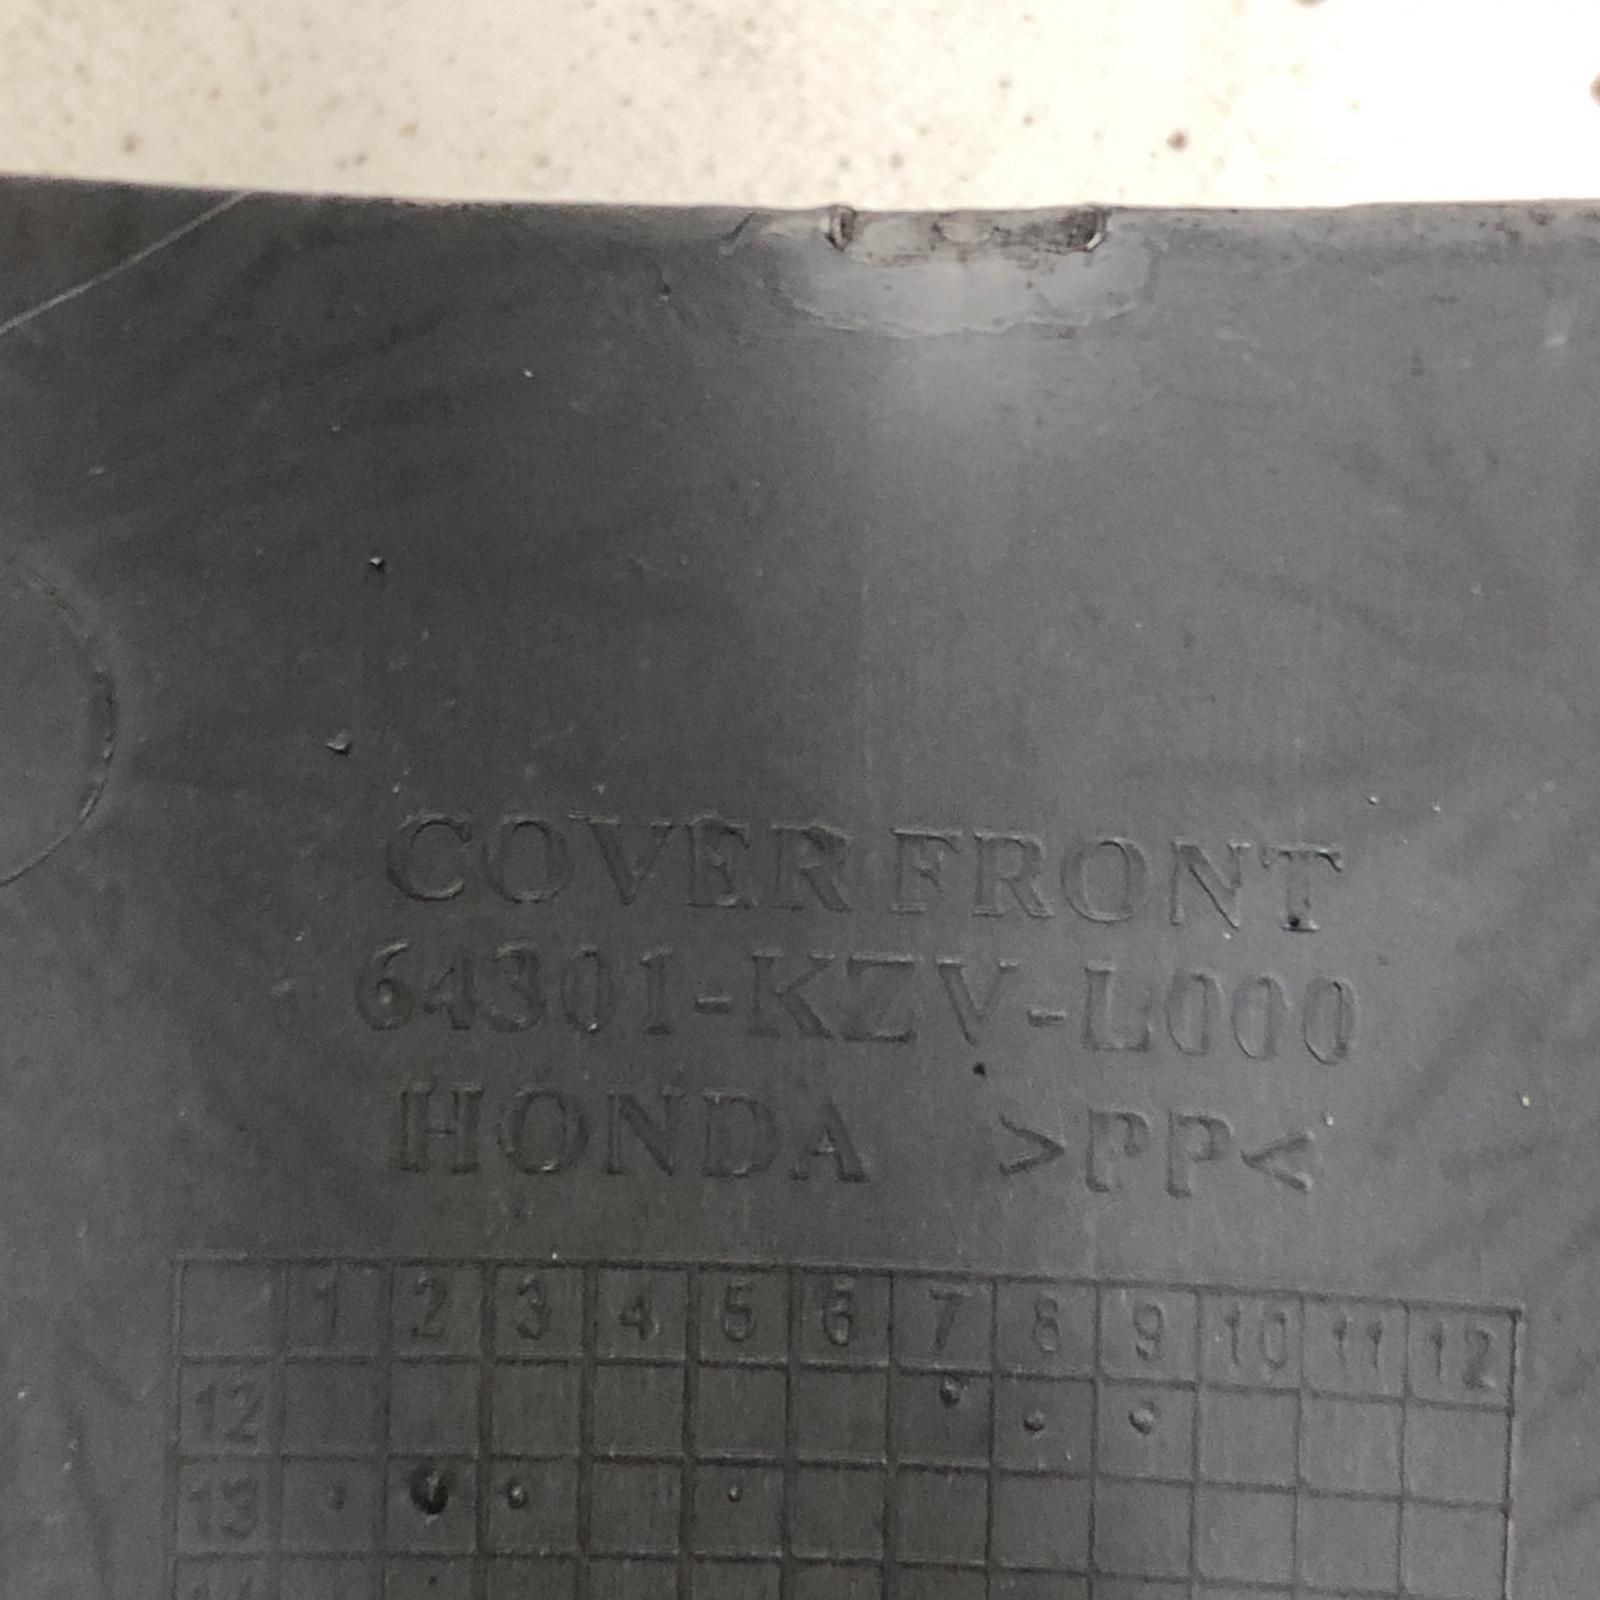 COVER FRONT
64301-KZV-L000
HONDA >PP<
1 2 3 4 5 6 7 8 9 10 11 12
12
13